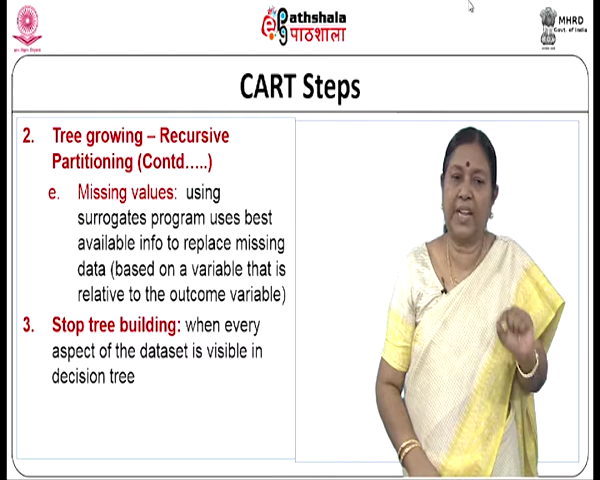 ePathshala
पाठशाला
MHRD
Govt. of India
CART Steps
2. Tree growing – Recursive
Partitioning (Contd…..)
e. Missing values: using
surrogates program uses best
available info to replace missing
data (based on a variable that is
relative to the outcome variable)
3. Stop tree building: when every
aspect of the dataset is visible in
decision tree